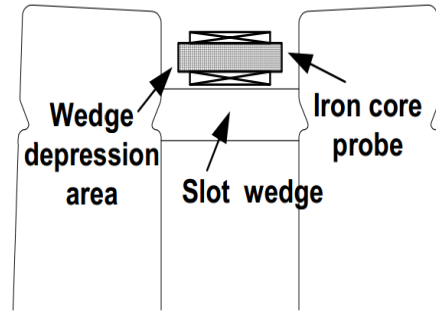 Wedge
depression
area
Slot wedge
Iron core
probe